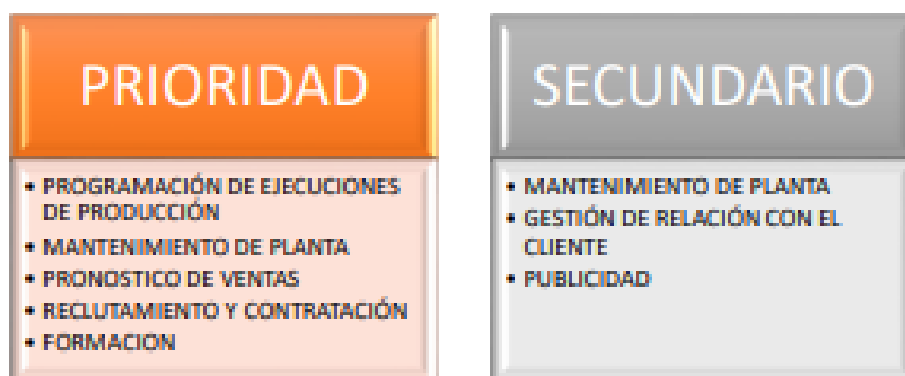 PRIORIDAD
• PROGRAMACIÓN DE EJECUCIONES
DE PRODUCCIÓN
• MANTENIMIENTO DE PLANTA
• PRONOSTICO DE VENTAS
• RECLUTAMIENTO Y CONTRATACIÓN
• FORMACION
SECUNDARIO
• MANTENIMIENTO DE PLANTA
• GESTIÓN DE RELACIÓN CON EL
CLIENTE
• PUBLICIDAD